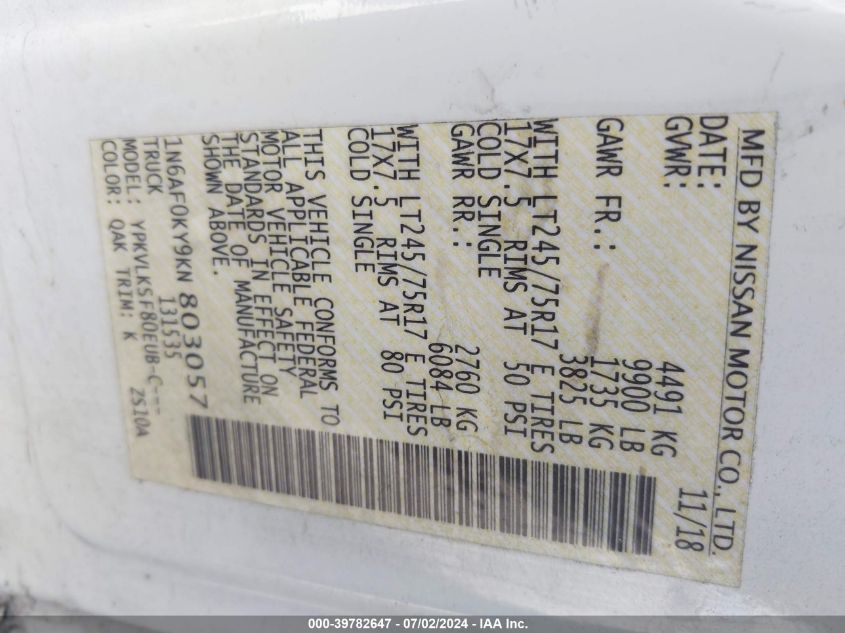 MFD BY NISSAN MOTOR CO., LTD.
DATE: 11/18
GVWR: 4491 KG
9900 LB
GAWR FR.: 1735 KG
3825 LB
WITH LT245/75R17 E TIRES
17X7.5 RIMS AT 50 PSI
COLD SINGLE
GAWR RR.: 2760 KG
6084 LB
WITH LT245/75R17 E TIRES
17X7.5 RIMS AT 80 PSI
COLD SINGLE
THIS VEHICLE CONFORMS TO
ALL APPLICABLE FEDERAL
MOTOR VEHICLE SAFETY
STANDARDS IN EFFECT ON
THE DATE OF MANUFACTURE
SHOWN ABOVE.
1N6AF0KY9KN 803057
TRUCK 131535
MODEL: YPKVLK5F80EUB-C---
COLOR: QAK TRIM: K 2S10A
000-39782647 / 07/02/2024 - IAA Inc.